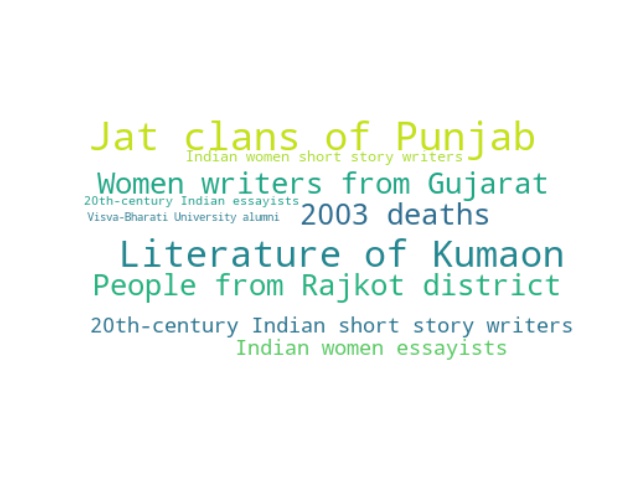 Jat clans of Punjab
Indian women short story writers
Women writers from Gujarat
20th-century Indian essayists
Visva-Bharati University alumni
2003 deaths
Literature of Kumaon
People from Rajkot district
20th-century Indian short story writers
Indian women essayists